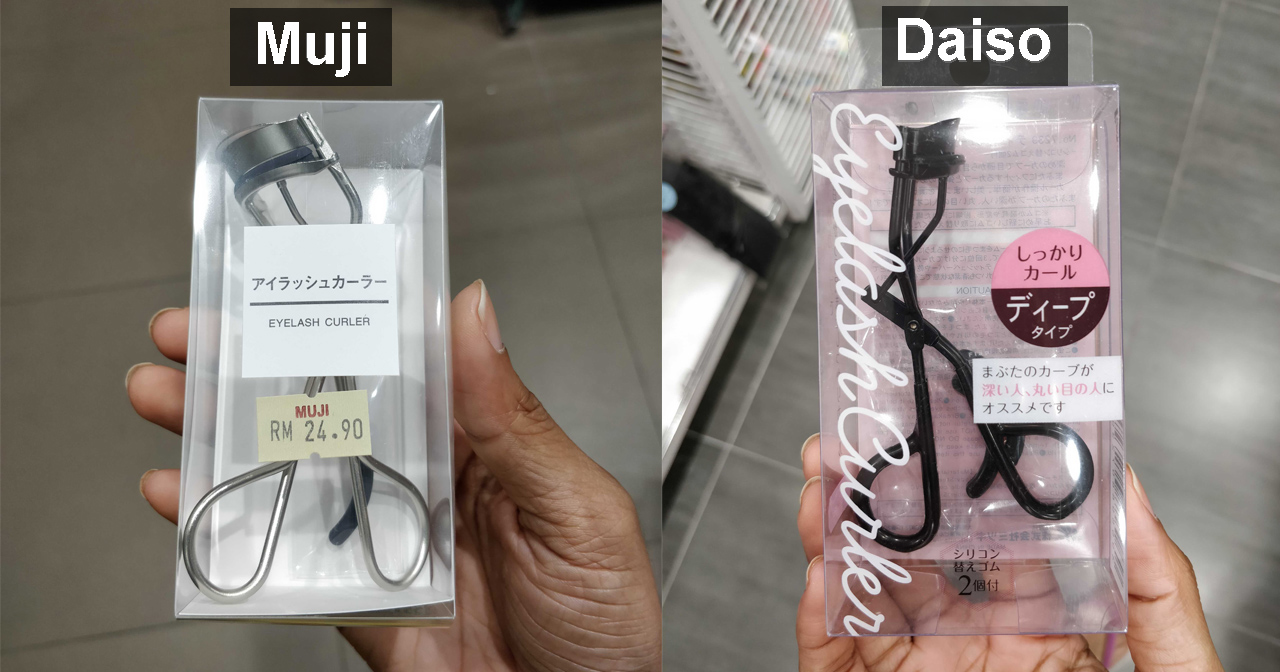 Muji
アイラッシュカーラー
EYELASH CURLER
MUJI
RM 24.90
Daiso
Eyelash Curler
しっかり
カール
ディープ
タイプ
まぶたのカーブが
深い人、丸い目の人に
オススメです
シリコン
替えゴム
2個付